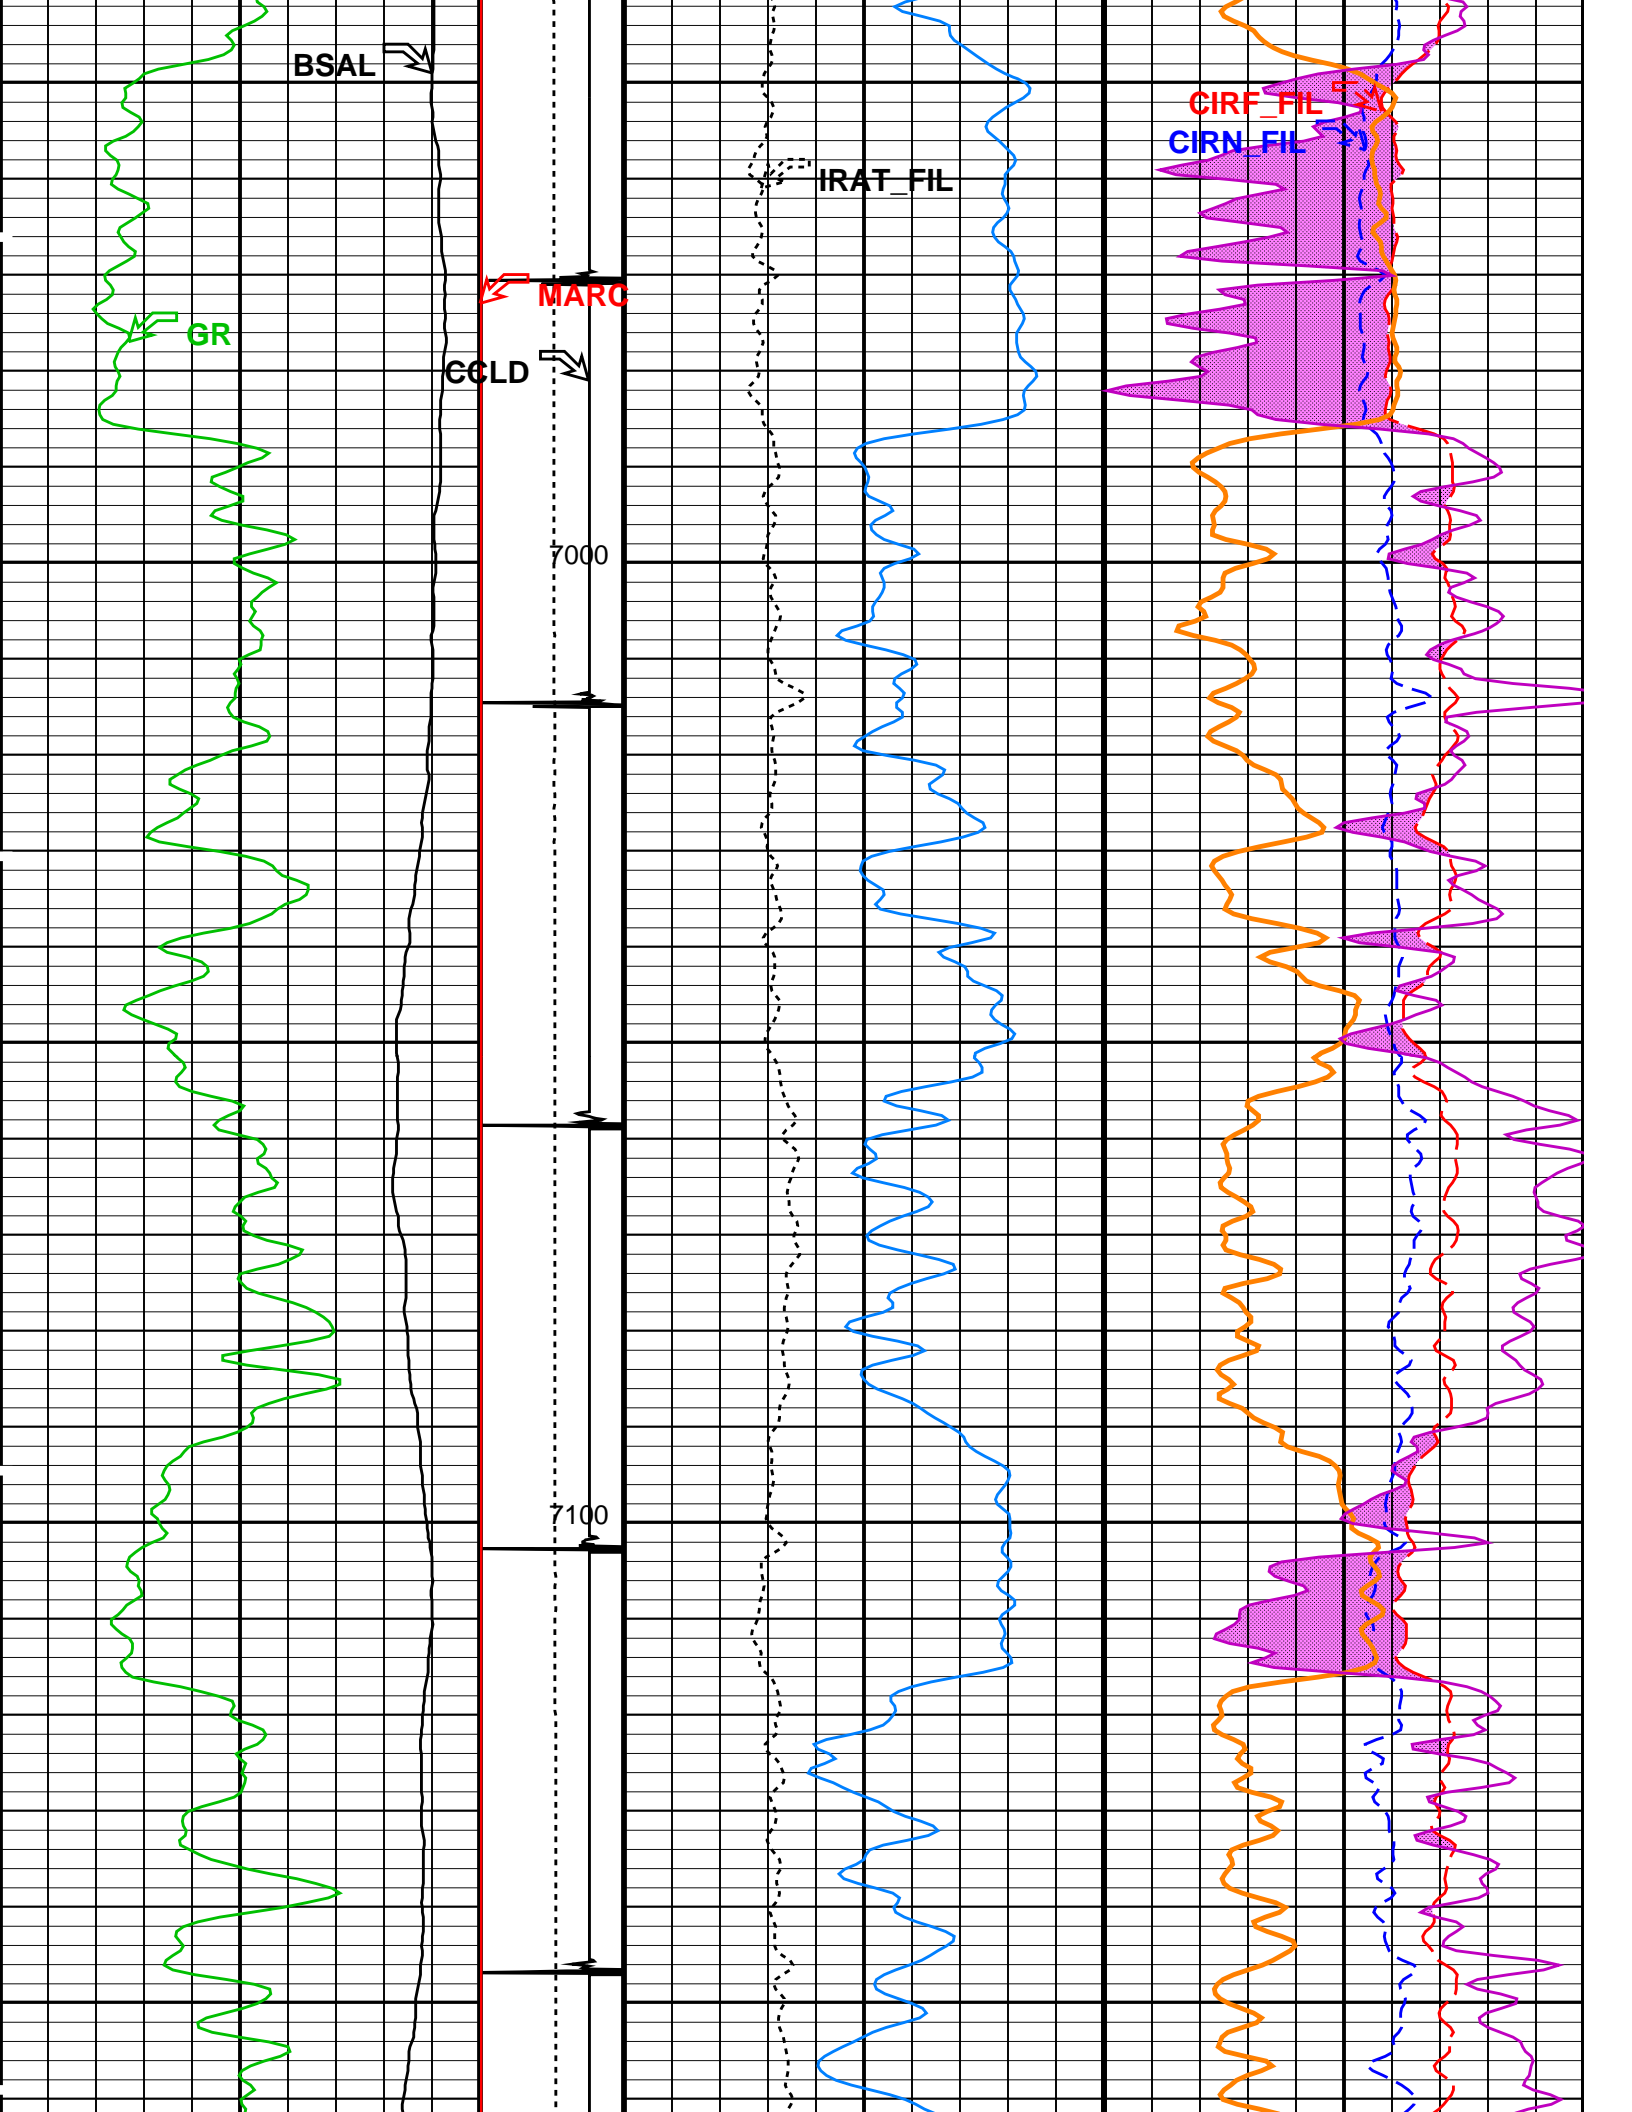 BSAL
CIRF_FIL
CIRN_FIL
IRAT_FIL
MARC
GR
CCLD
7000
7100